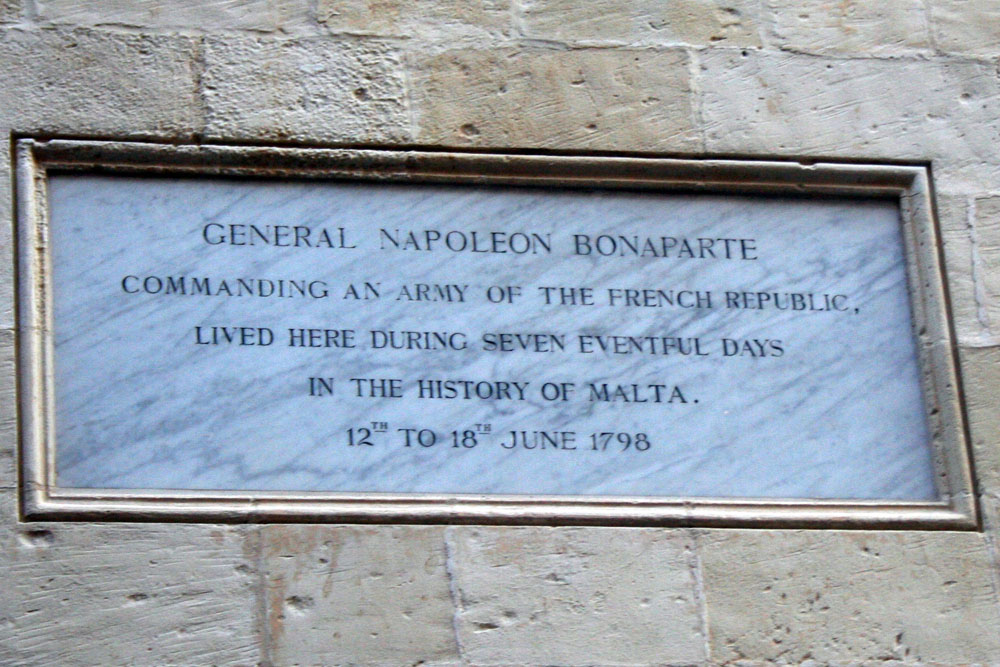 GENERAL NAPOLEON BONAPARTE
COMMANDING AN ARMY OF THE FRENCH REPUBLIC,
LIVED HERE DURING SEVEN EVENTFUL DAYS
IN THE HISTORY OF MALTA.
12TH TO 18TH JUNE 1798